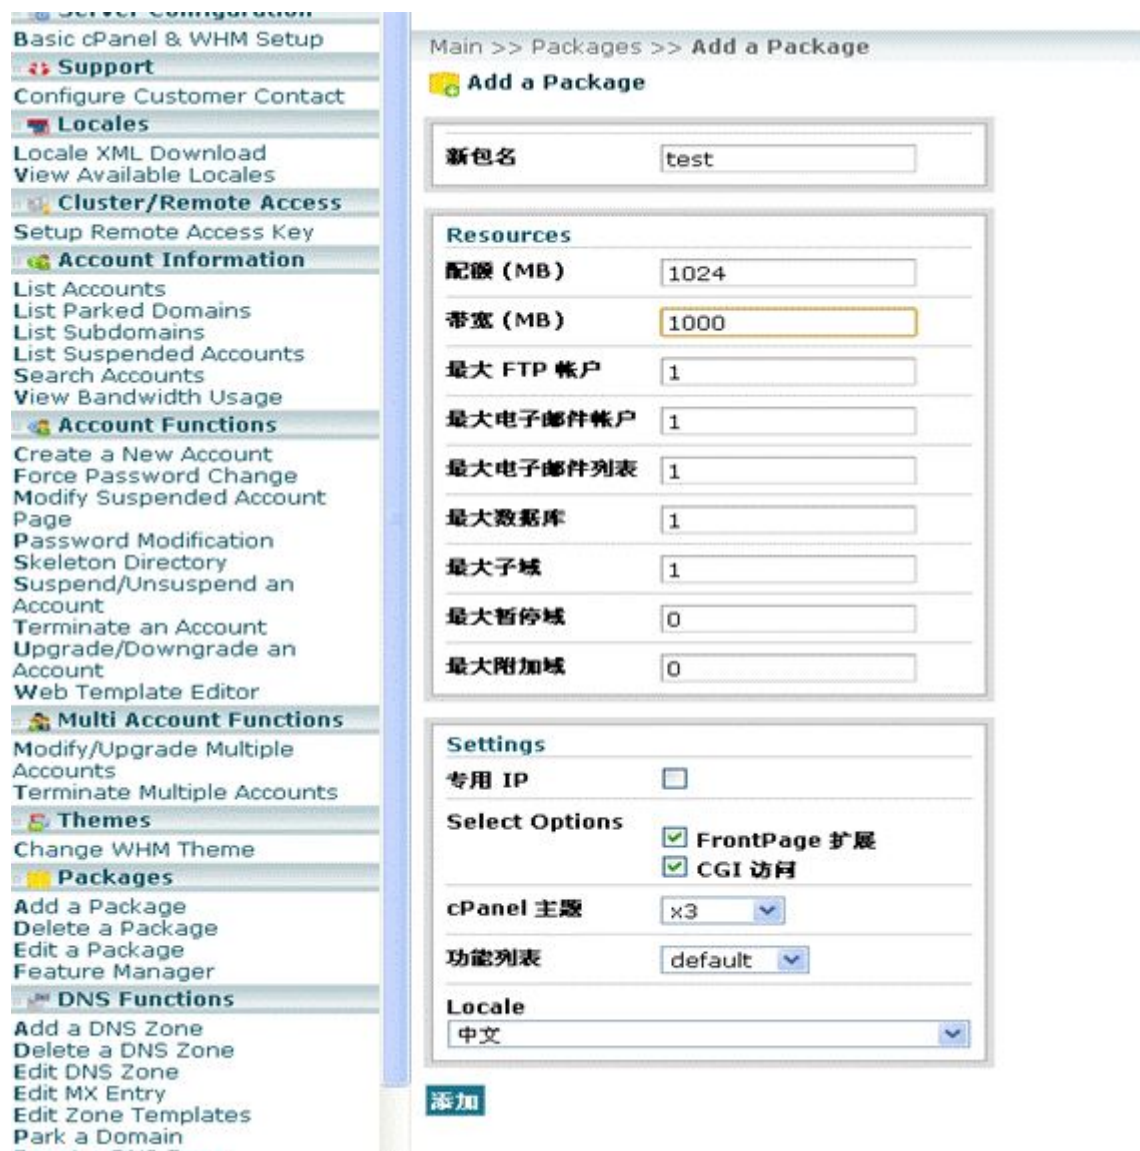 Server Configuration
Basic cPanel & WHM Setup
Support
Configure Customer Contact
Locales
Locale XML Download
View Available Locales
Cluster/Remote Access
Setup Remote Access Key
Account Information
List Accounts
List Parked Domains
List Subdomains
List Suspended Accounts
Search Accounts
View Bandwidth Usage
Account Functions
Create a New Account
Force Password Change
Modify Suspended Account
Page
Password Modification
Skeleton Directory
Suspend/Unsuspend an
Account
Terminate an Account
Upgrade/Downgrade an
Account
Web Template Editor
Multi Account Functions
Modify/Upgrade Multiple
Accounts
Terminate Multiple Accounts
Themes
Change WHM Theme
Packages
Add a Package
Delete a Package
Edit a Package
Feature Manager
DNS Functions
Add a DNS Zone
Delete a DNS Zone
Edit DNS Zone
Edit MX Entry
Edit Zone Templates
Park a Domain
Main >> Packages >> Add a Package
Add a Package
新包名 test
Resources
配额 (MB) 1024
带宽 (MB) 1000
最大 FTP 帐户 1
最大电子邮件帐户 1
最大电子邮件列表 1
最大数据库 1
最大子域 1
最大暂停域 0
最大附加域 0
Settings
专用 IP
Select Options
FrontPage 扩展
CGI 访问
cPanel 主题 x3
功能列表 default
Locale
中文
添加